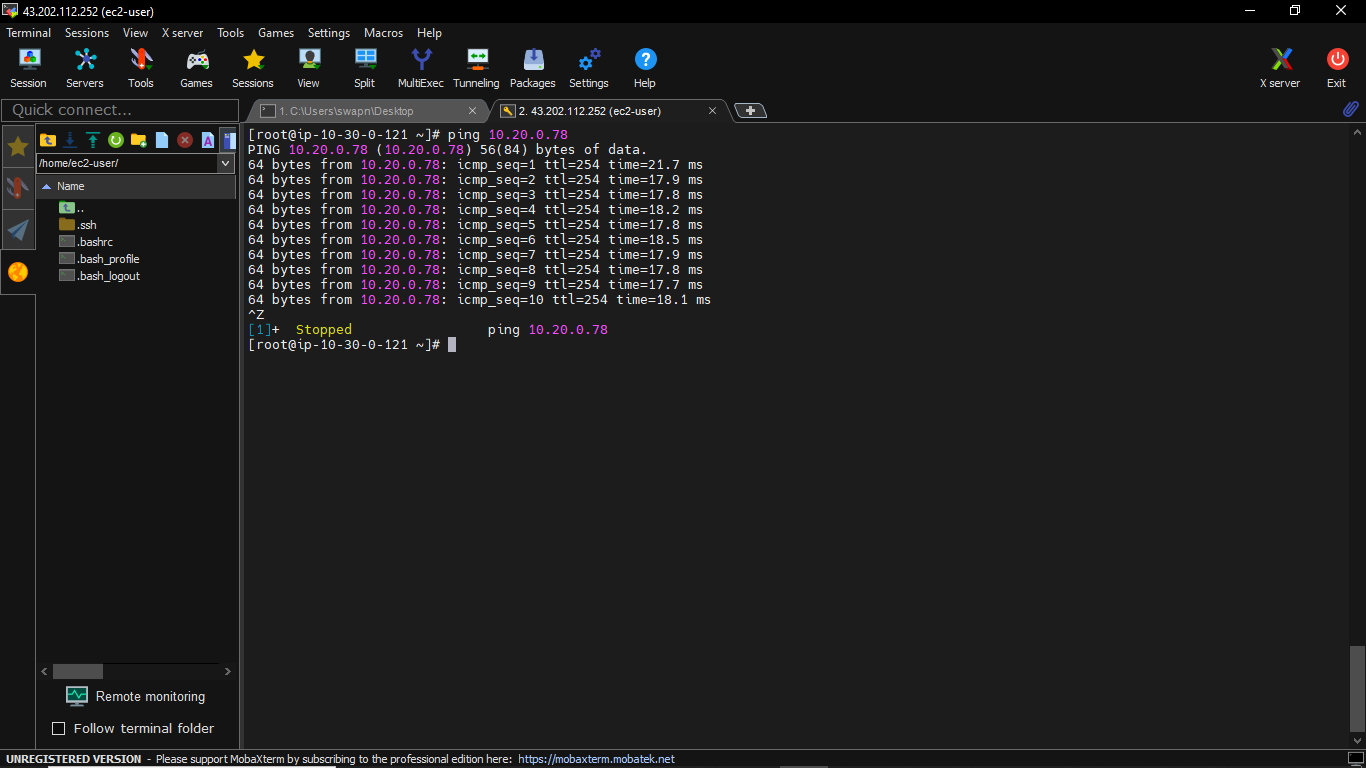 43.202.112.252 (ec2-user)
Terminal Sessions View X server Tools Games Settings Macros Help
Session Servers Tools Games Sessions View Split MultiExec Tunneling Packages Settings Help X server Exit
Quick connect...
1. C:\Users\swapn\Desktop
2. 43.202.112.252 (ec2-user)
/home/ec2-user/
Name
..
.ssh
.bashrc
.bash_profile
.bash_logout
Remote monitoring
Follow terminal folder
[root@ip-10-30-0-121 ~]# ping 10.20.0.78
PING 10.20.0.78 (10.20.0.78) 56(84) bytes of data.
64 bytes from 10.20.0.78: icmp_seq=1 ttl=254 time=21.7 ms
64 bytes from 10.20.0.78: icmp_seq=2 ttl=254 time=17.9 ms
64 bytes from 10.20.0.78: icmp_seq=3 ttl=254 time=17.8 ms
64 bytes from 10.20.0.78: icmp_seq=4 ttl=254 time=18.2 ms
64 bytes from 10.20.0.78: icmp_seq=5 ttl=254 time=17.8 ms
64 bytes from 10.20.0.78: icmp_seq=6 ttl=254 time=18.5 ms
64 bytes from 10.20.0.78: icmp_seq=7 ttl=254 time=17.9 ms
64 bytes from 10.20.0.78: icmp_seq=8 ttl=254 time=17.8 ms
64 bytes from 10.20.0.78: icmp_seq=9 ttl=254 time=17.7 ms
64 bytes from 10.20.0.78: icmp_seq=10 ttl=254 time=18.1 ms
^Z
[1]+  Stopped                 ping 10.20.0.78
[root@ip-10-30-0-121 ~]#
UNREGISTERED VERSION - Please support MobaXterm by subscribing to the professional edition here: https://mobaxterm.mobatek.net